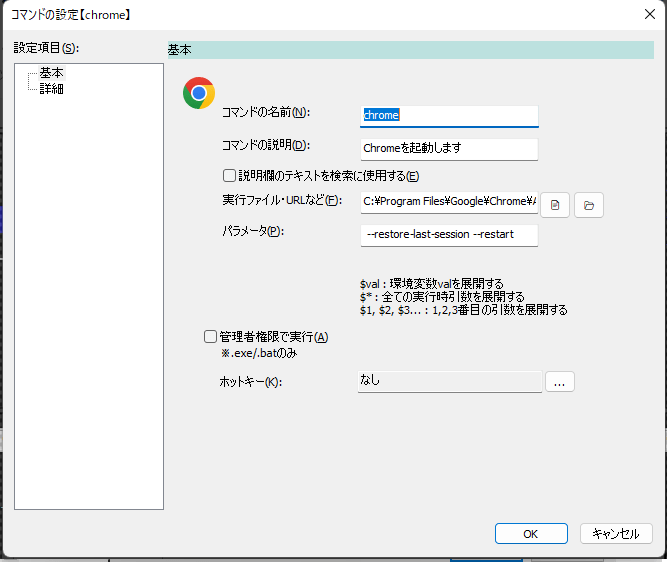 コマンドの設定【chrome】
設定項目(S):
基本
詳細
基本
コマンドの名前(N):
chrome
コマンドの説明(D):
Chromeを起動します
説明欄のテキストを検索に使用する(E)
実行ファイル・URLなど(F):
C:¥Program Files¥Google¥Chrome¥A
パラメータ(P):
--restore-last-session --restart
$val : 環境変数valを展開する
$* : 全ての実行時引数を展開する
$1, $2, $3... : 1,2,3番目の引数を展開する
管理者権限で実行(A)
※.exe/.batのみ
ホットキー(K):
なし
...
OK
キャンセル